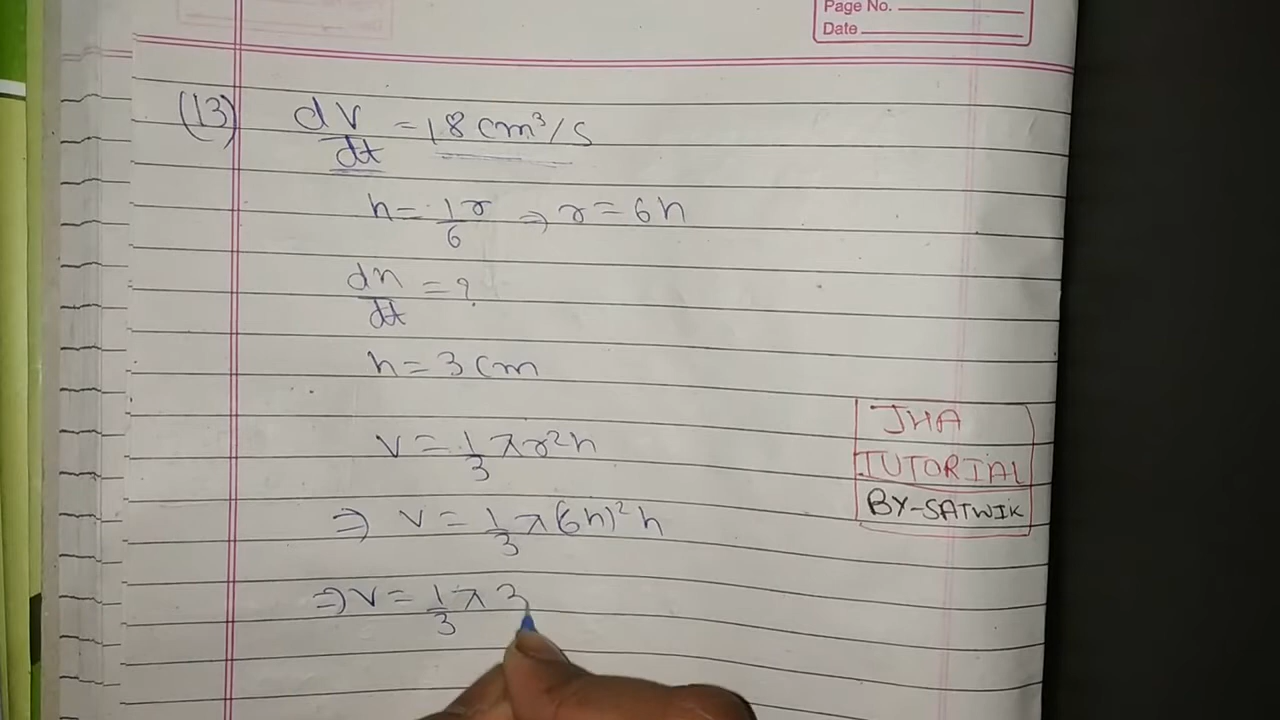 Page No.
Date
(13) dV/dt = 18 cm³/s
h = 1/6 r ⇒ r = 6h
dh/dt = ?
h = 3 cm
V = 1/3 πr²h
⇒ V = 1/3 π(6h)²h
⇒ V = 1/3 π 3
JHA
TUTORIAL
BY-SATWIK